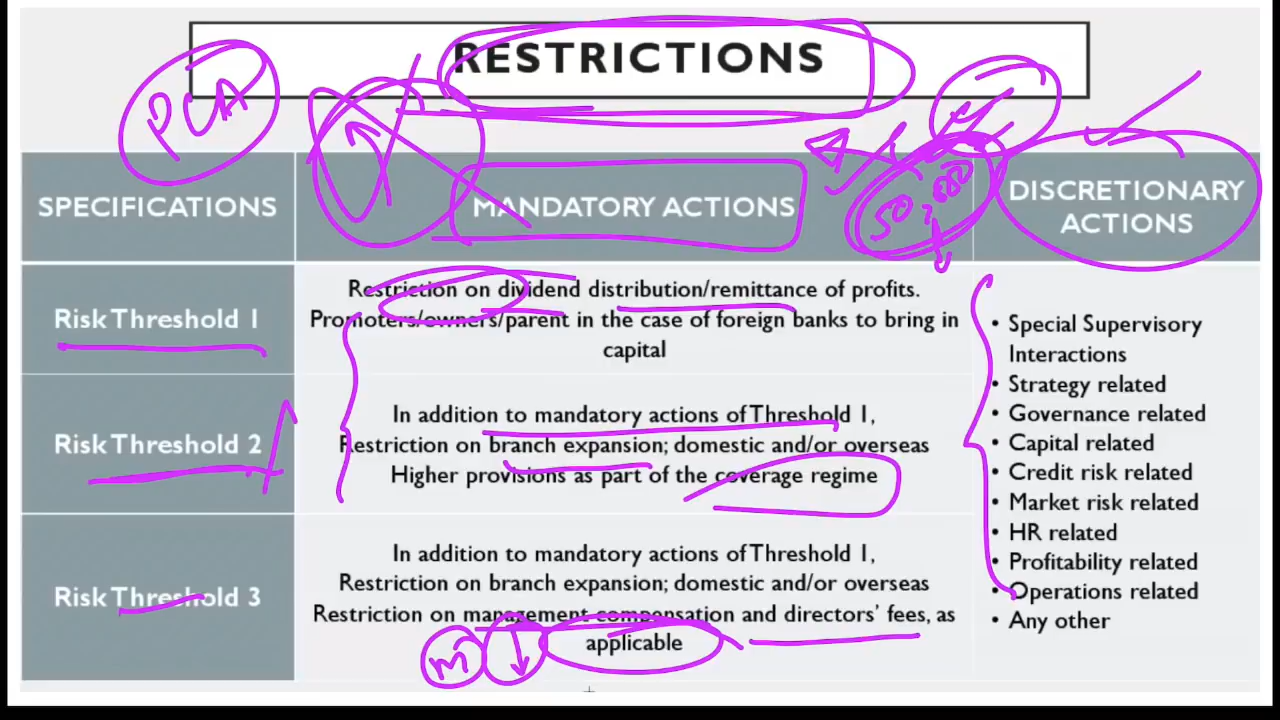 RESTRICTIONS
PCA
50,000
SPECIFICATIONS
MANDATORY ACTIONS
DISCRETIONARY
ACTIONS
Risk Threshold 1
Restriction on dividend distribution/remittance of profits.
Promoters/owners/parent in the case of foreign banks to bring in
capital
Risk Threshold 2
In addition to mandatory actions of Threshold 1,
Restriction on branch expansion; domestic and/or overseas
Higher provisions as part of the coverage regime
Risk Threshold 3
In addition to mandatory actions of Threshold 1,
Restriction on branch expansion; domestic and/or overseas
Restriction on management compensation and directors' fees, as
applicable
m
• Special Supervisory
Interactions
• Strategy related
• Governance related
• Capital related
• Credit risk related
• Market risk related
• HR related
• Profitability related
• Operations related
• Any other